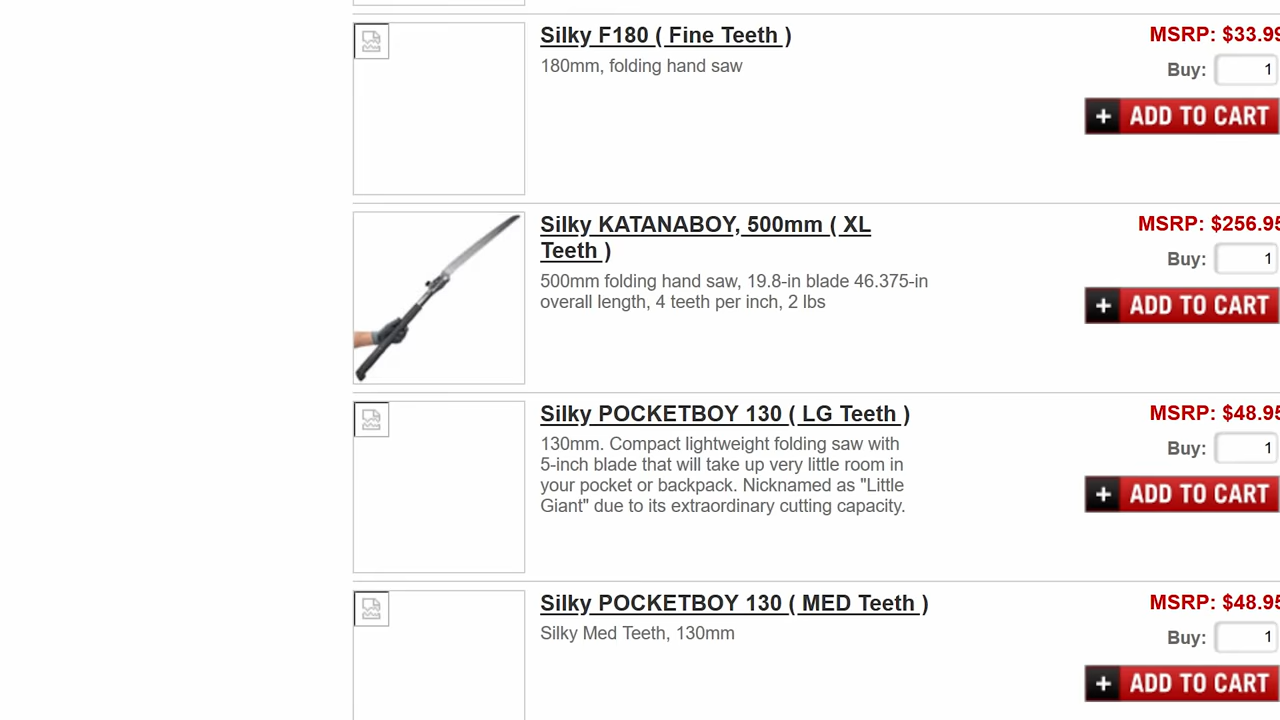 Silky F180 ( Fine Teeth )
MSRP: $33.99
180mm, folding hand saw
Buy: 1
+ ADD TO CART
Silky KATANABOY, 500mm ( XL
Teeth )
MSRP: $256.95
500mm folding hand saw, 19.8-in blade 46.375-in
overall length, 4 teeth per inch, 2 lbs
Buy: 1
+ ADD TO CART
Silky POCKETBOY 130 ( LG Teeth )
MSRP: $48.95
130mm. Compact lightweight folding saw with
5-inch blade that will take up very little room in
your pocket or backpack. Nicknamed as "Little
Giant" due to its extraordinary cutting capacity.
Buy: 1
+ ADD TO CART
Silky POCKETBOY 130 ( MED Teeth )
MSRP: $48.95
Silky Med Teeth, 130mm
Buy: 1
+ ADD TO CART